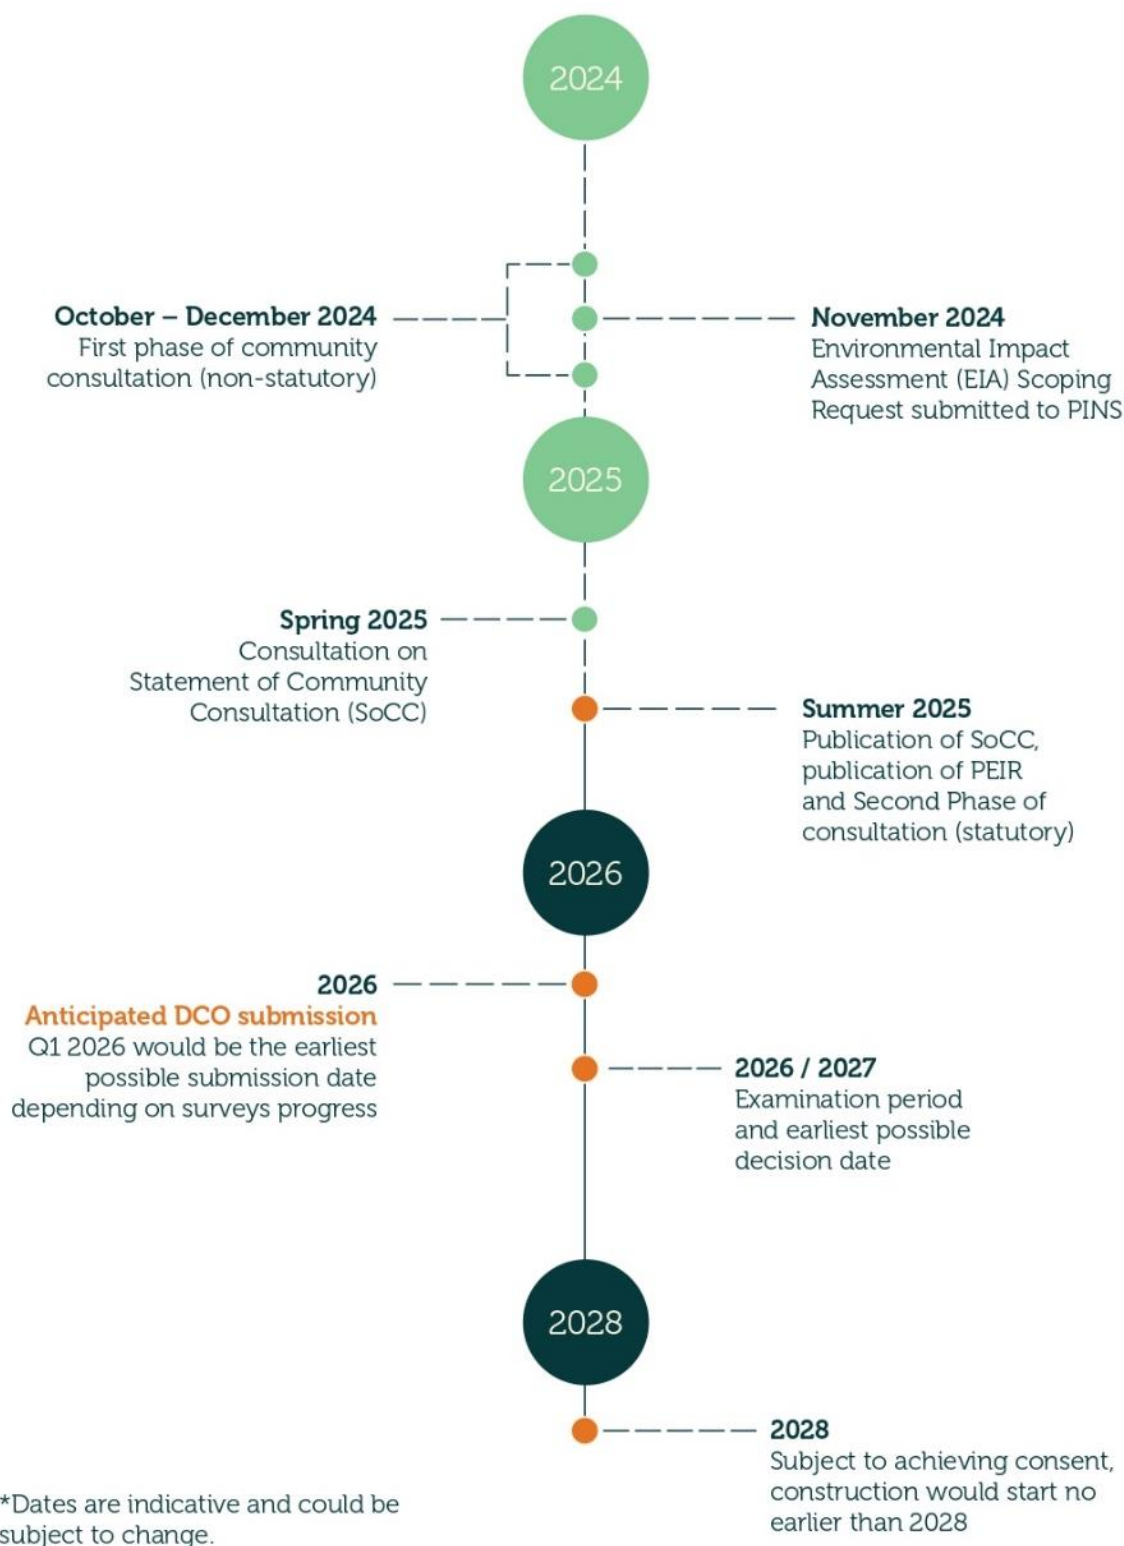 2024
October – December 2024
First phase of community
consultation (non-statutory)
November 2024
Environmental Impact
Assessment (EIA) Scoping
Request submitted to PINS
2025
Spring 2025
Consultation on
Statement of Community
Consultation (SoCC)
Summer 2025
Publication of SoCC,
publication of PEIR
and Second Phase of
consultation (statutory)
2026
2026
Anticipated DCO submission
Q1 2026 would be the earliest
possible submission date
depending on surveys progress
2026 / 2027
Examination period
and earliest possible
decision date
2028
2028
Subject to achieving consent,
construction would start no
earlier than 2028
*Dates are indicative and could be
subject to change.